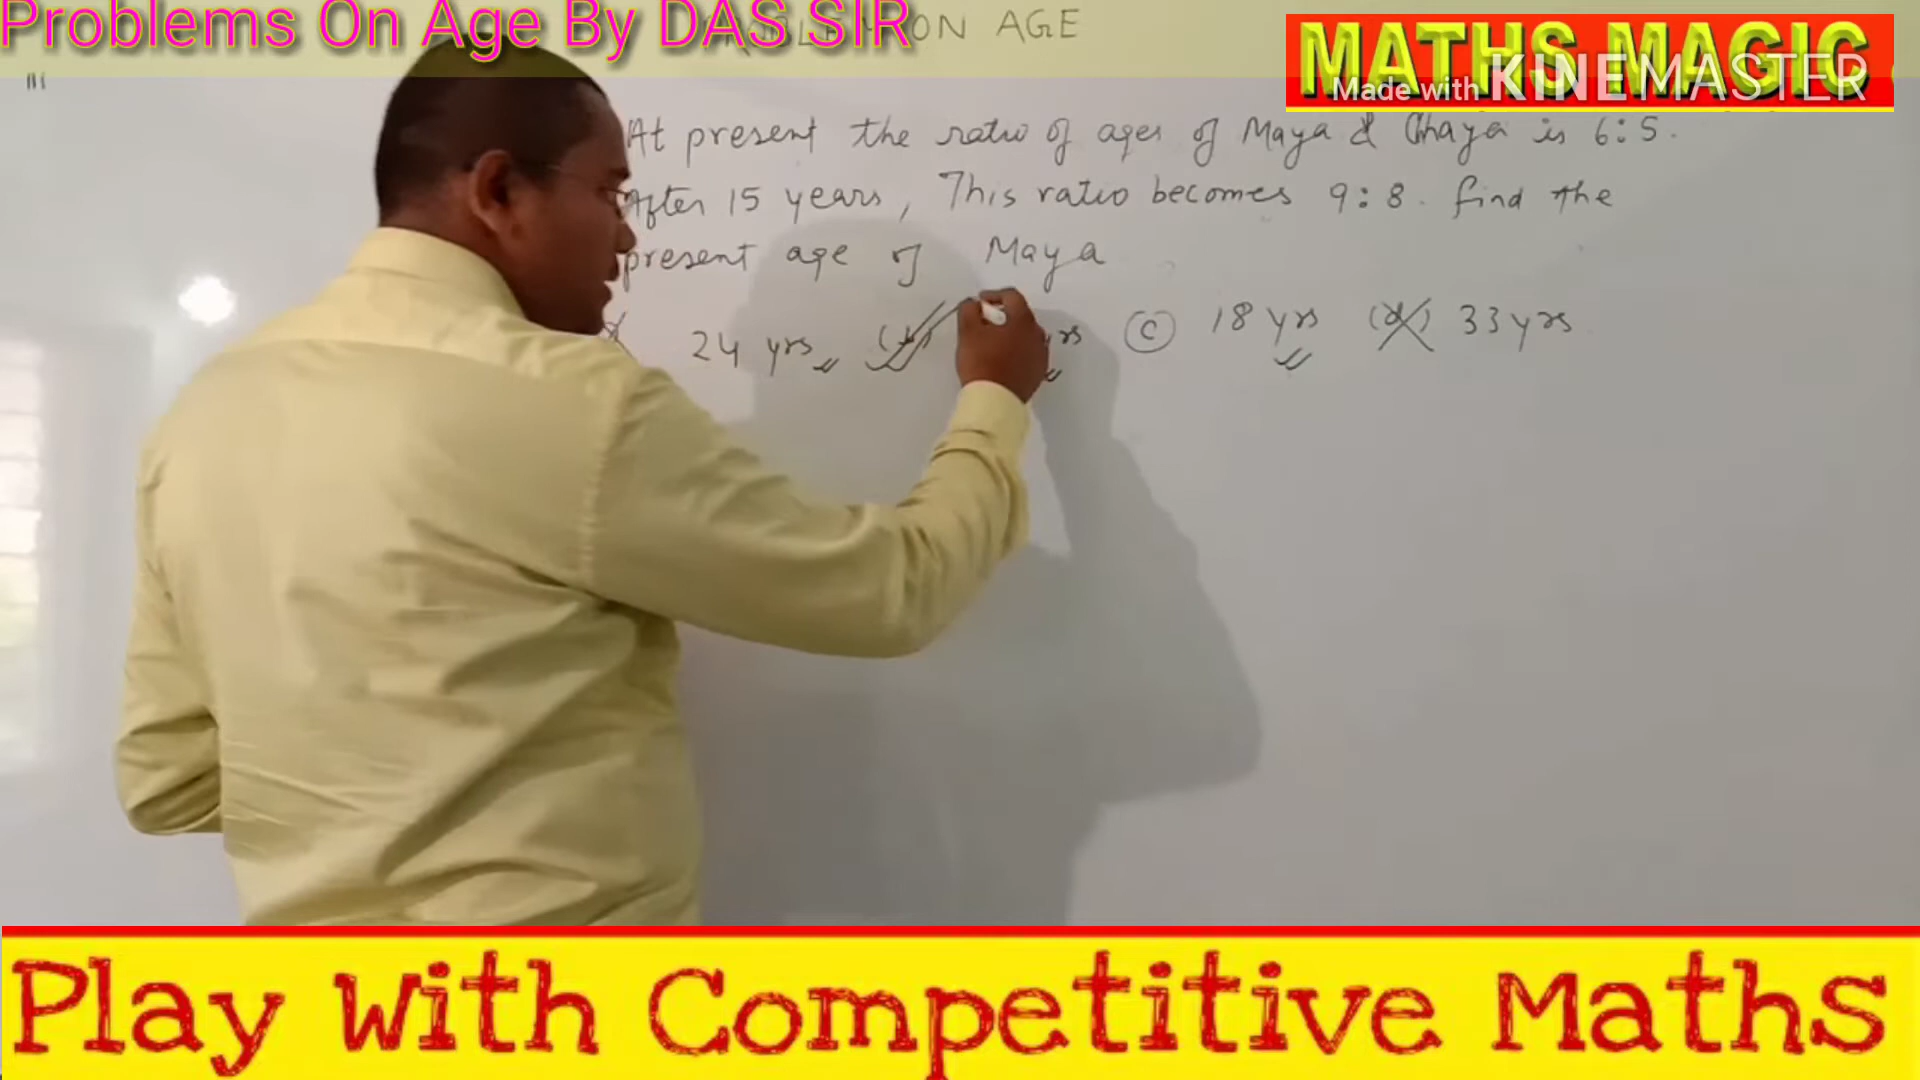 Problems On Age By DAS SIR
ON AGE
MATHS MAGIC
Made with KINEMASTER
At present the ratio of ages of Maya & Chaya is 6:5.
After 15 years, This ratio becomes 9:8. find the
present age of Maya
24 yrs (b) yrs (c) 18 yrs (d) 33 yrs
Play With Competitive Maths